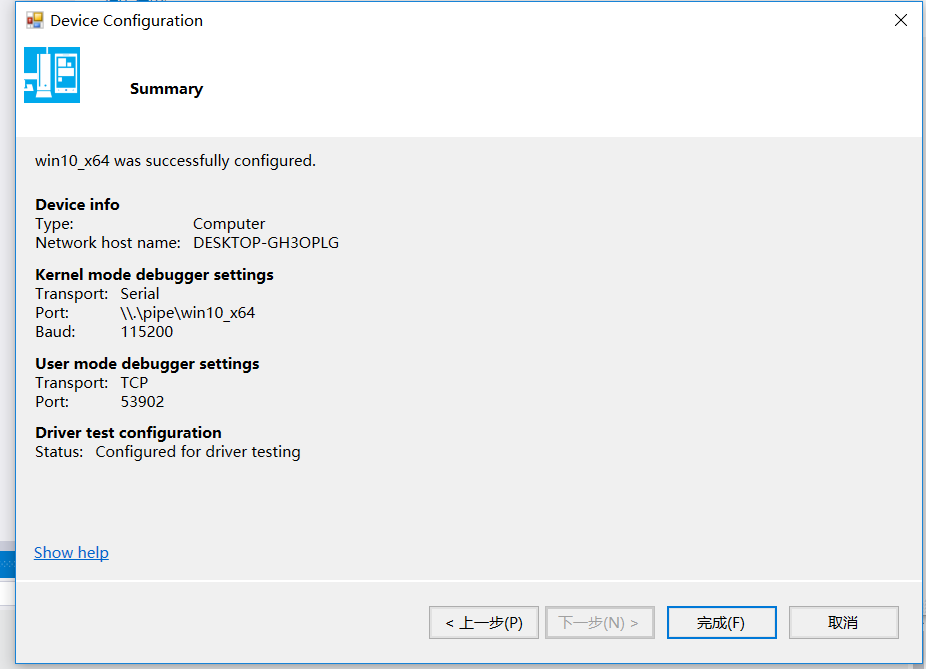 Device Configuration
Summary
win10_x64 was successfully configured.
Device info
Type: Computer
Network host name: DESKTOP-GH3OPLG
Kernel mode debugger settings
Transport: Serial
Port: \\.\pipe\win10_x64
Baud: 115200
User mode debugger settings
Transport: TCP
Port: 53902
Driver test configuration
Status: Configured for driver testing
Show help
< 上一步(P) 下一步(N) > 完成(F) 取消